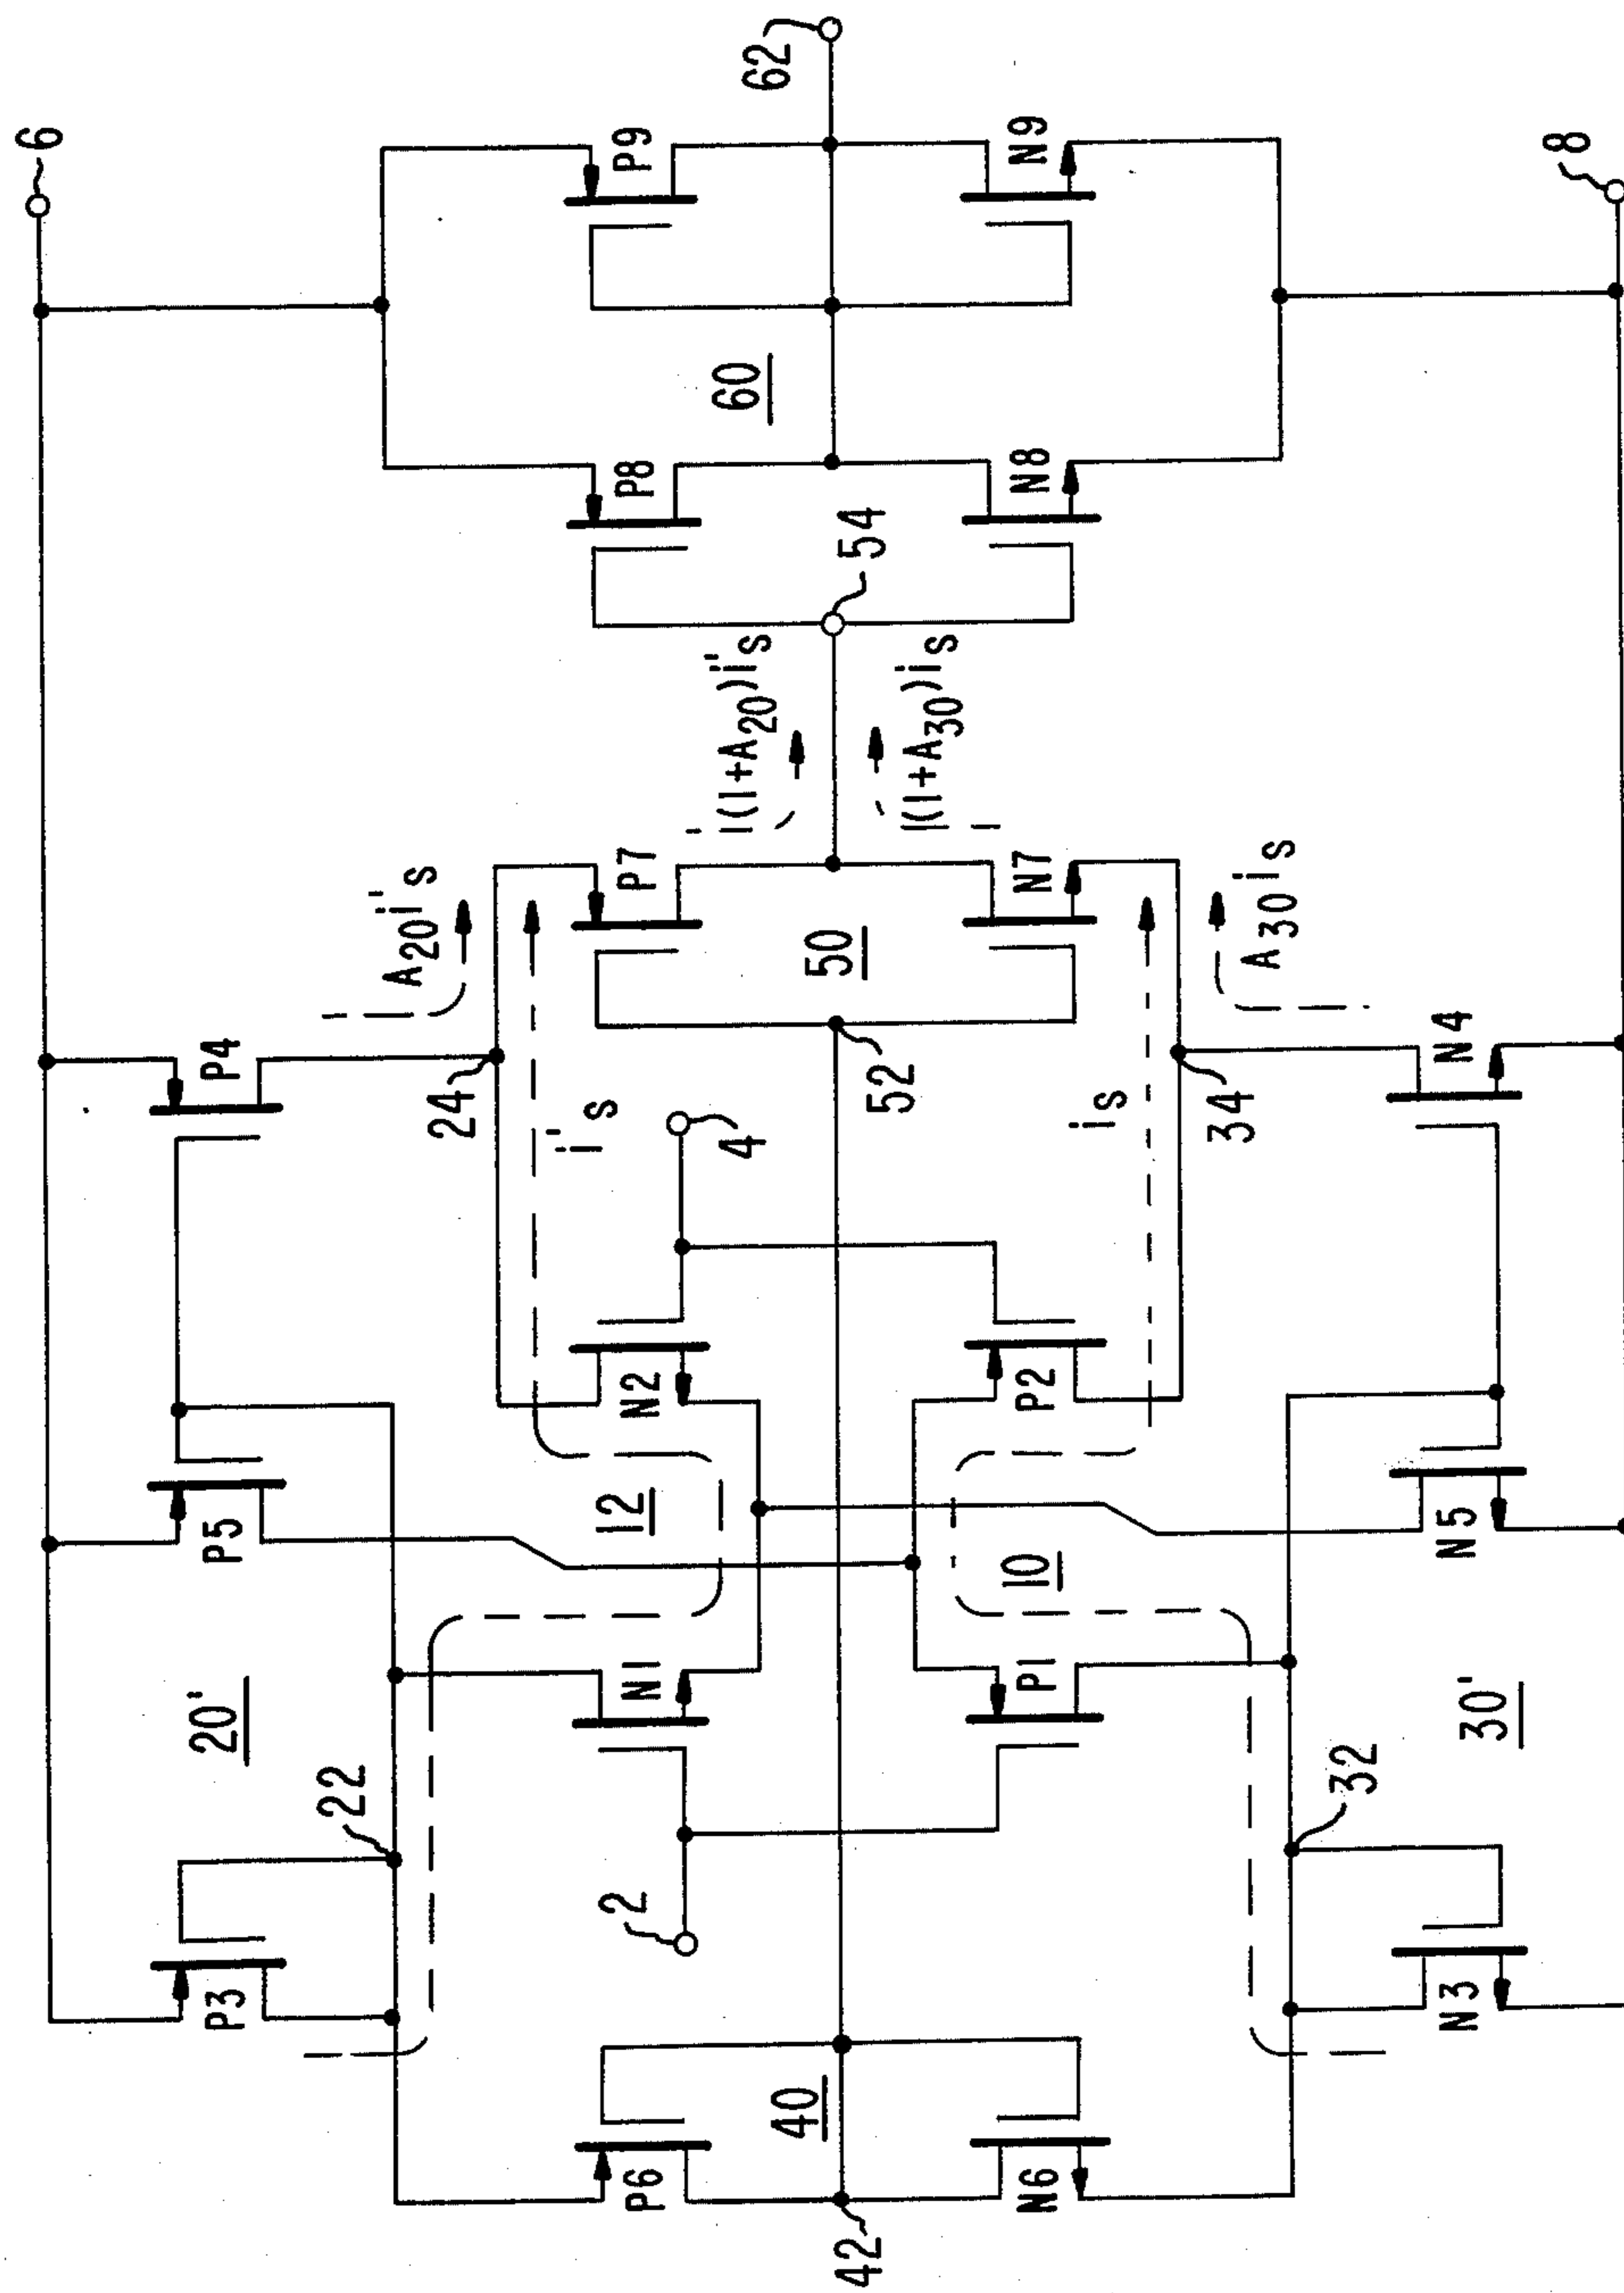 6
P4
P5
P3
20'
22
24
A20i's
i's
N2
N1
12
P7
P8
P9
60
62
(1+A20)i's
(1+A30)is
54
50
52
4
2
P6
40
42
N6
P1
10
P2
is
N7
N8
N9
34
A30is
32
30'
N3
N5
N4
8